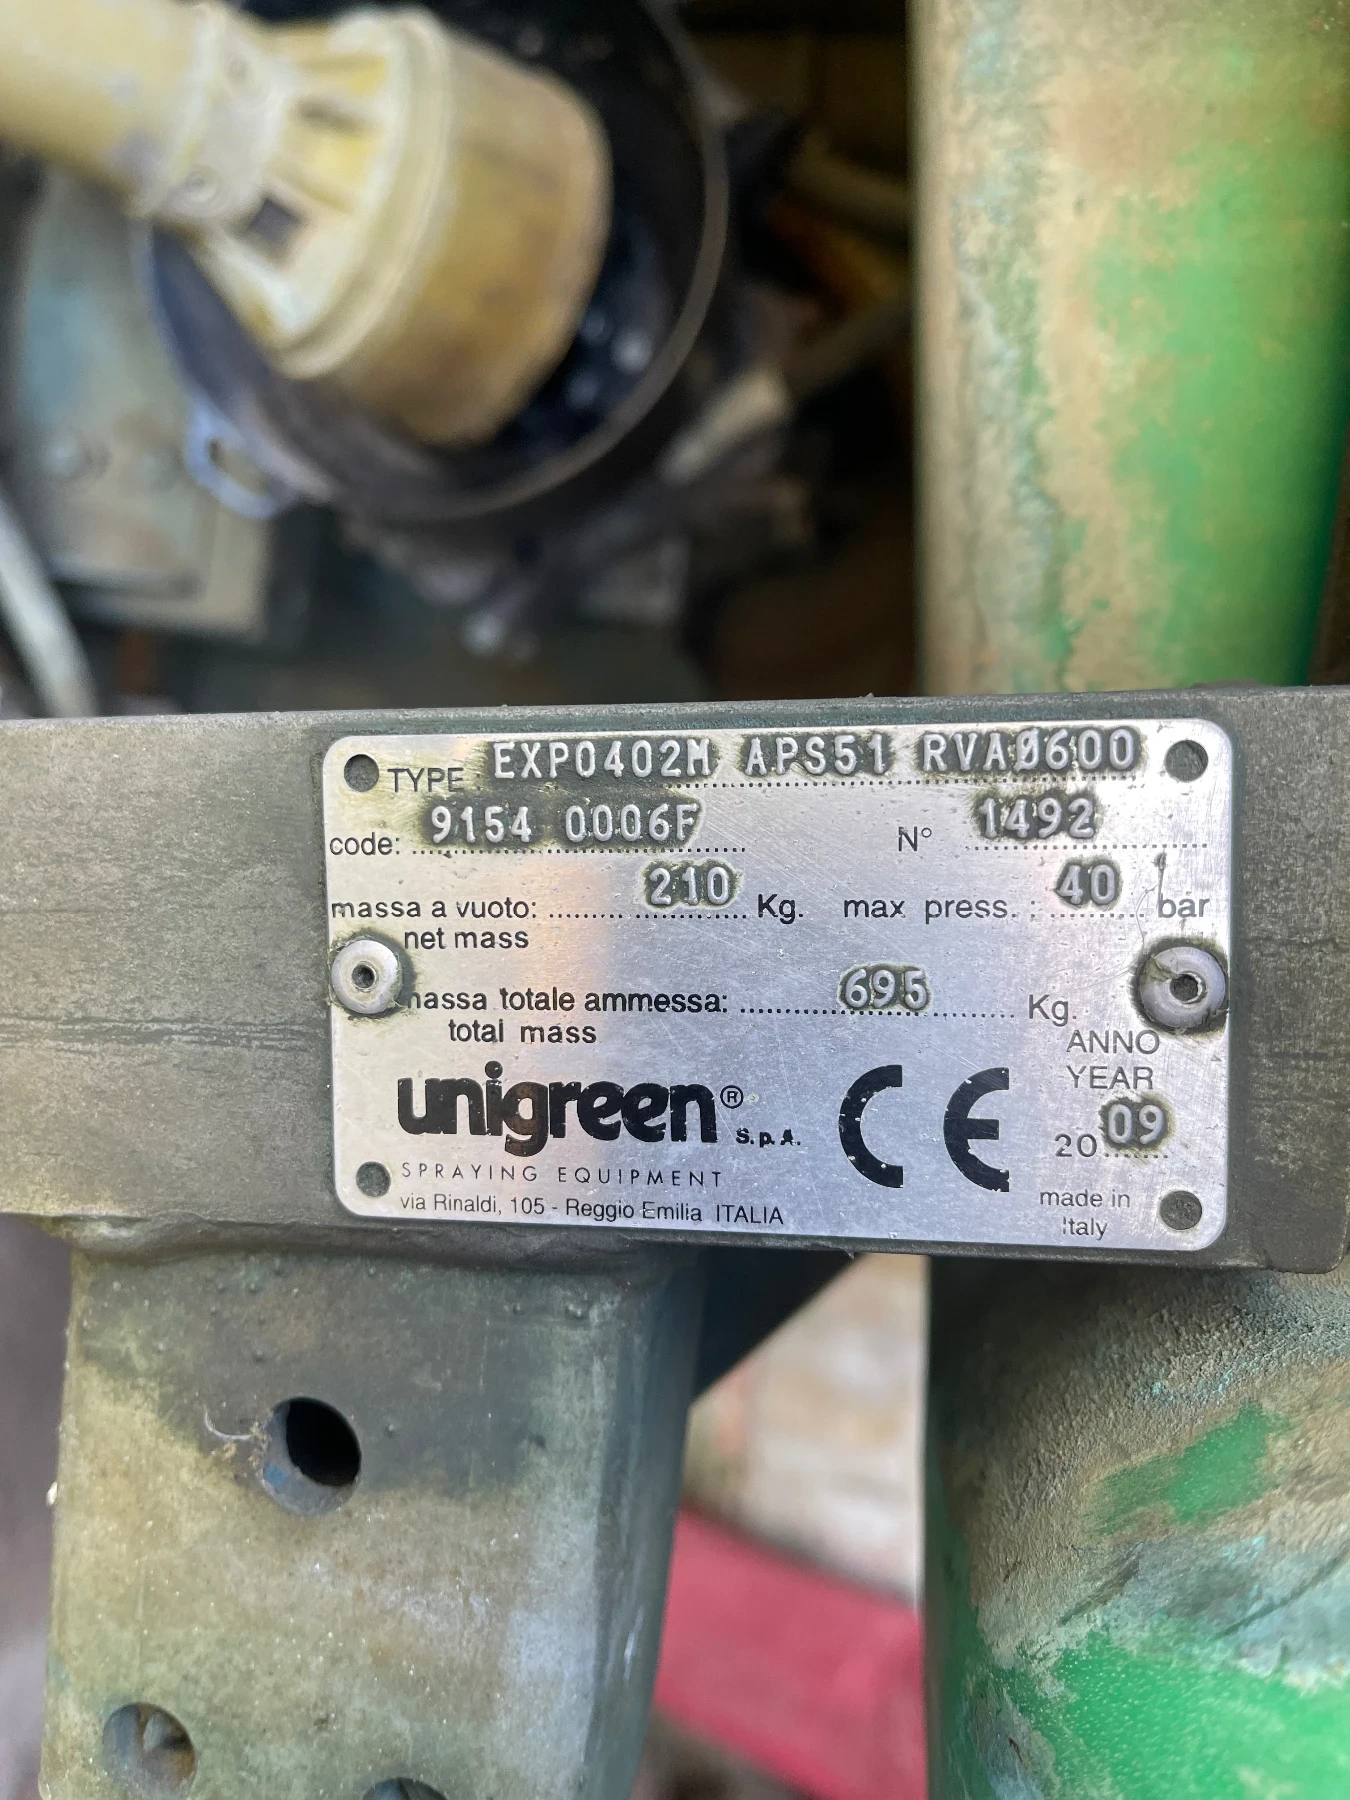 TYPE EXP0402M APS51 RVAØ600
code: 9154 0006F N° 1492
massa a vuoto: 210 Kg. max press. : 40 bar
net mass
massa totale ammessa: 695 Kg.
total mass
ANNO
YEAR
2009
unigreen® S.p.A.
CE
SPRAYING EQUIPMENT
via Rinaldi, 105 - Reggio Emilia ITALIA
made in
Italy